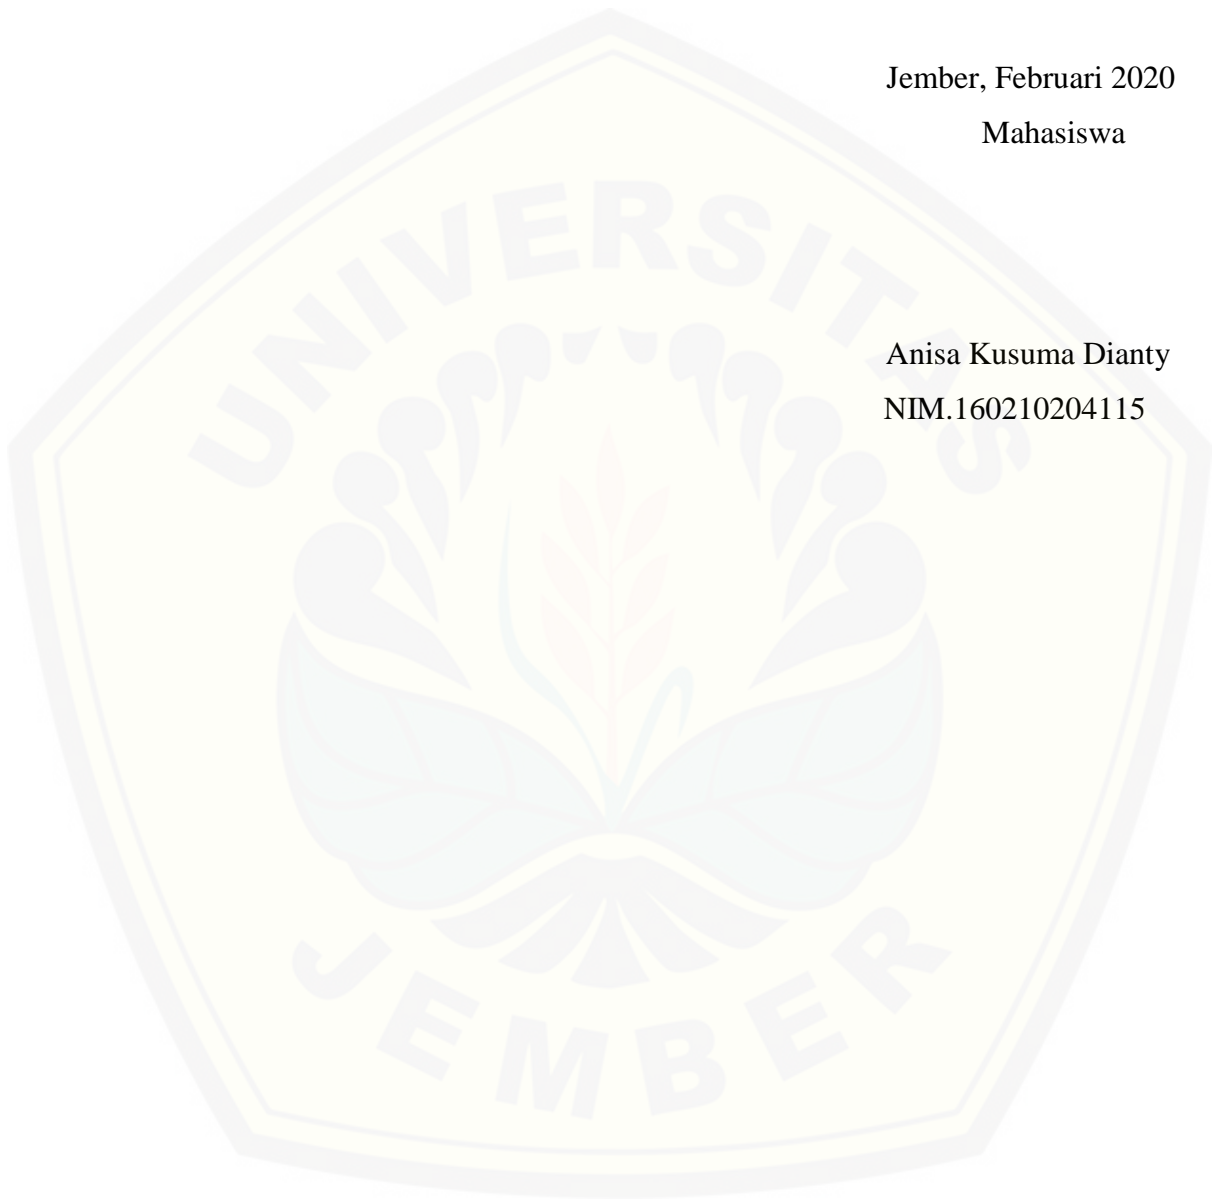 Jember, Februari 2020
Mahasiswa
UNIVERSITAS
Anisa Kusuma Dianty
NIM.160210204115
JEMBER